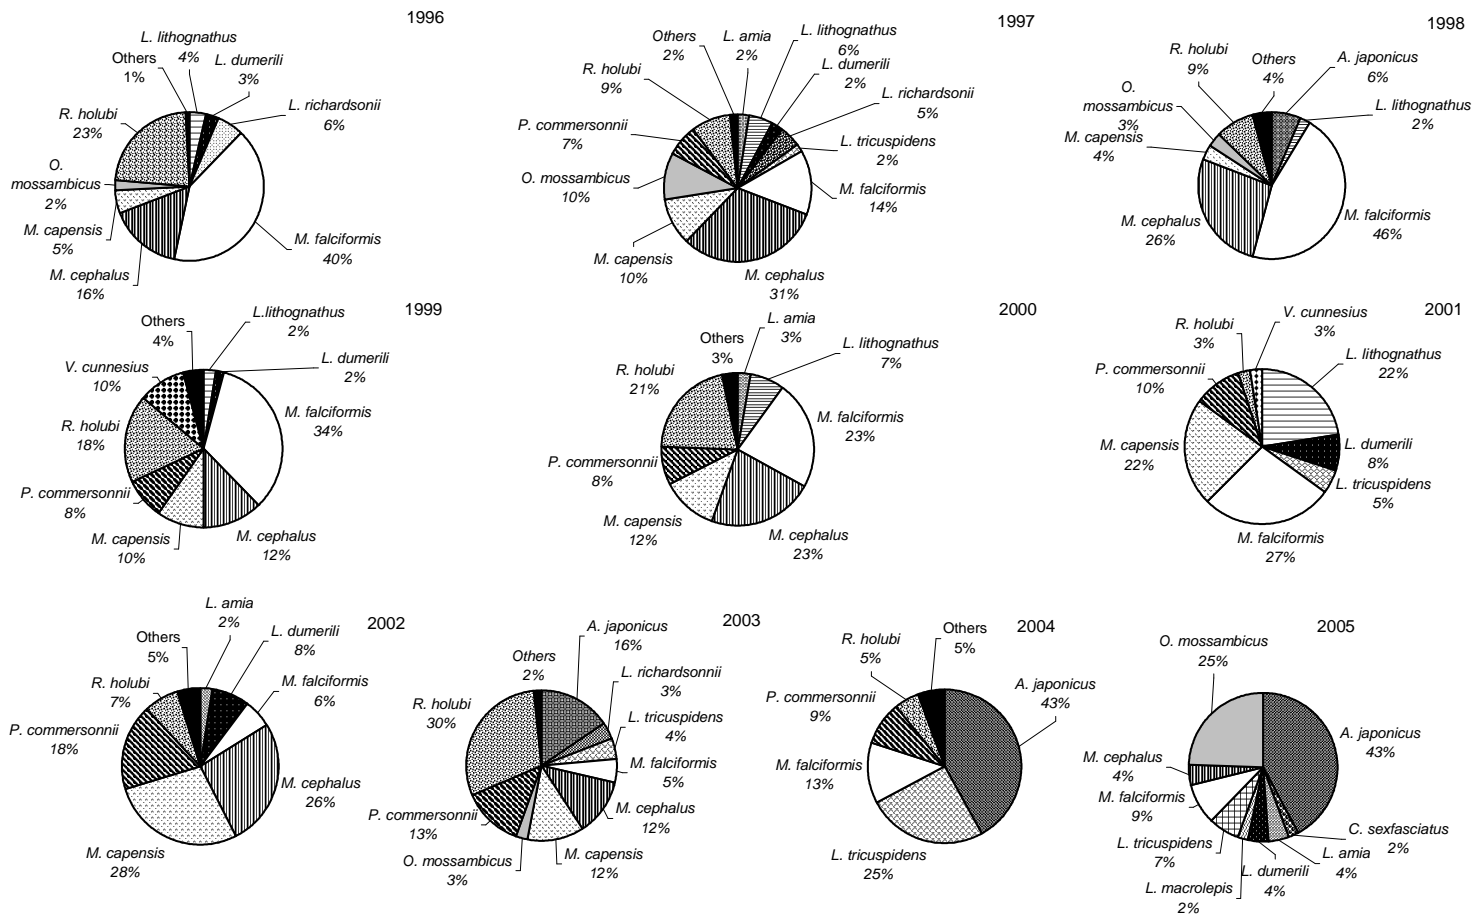 1996
L. lithognathus
4%
Others
1%
L. dumerili
3%
L. richardsonii
6%
R. holubi
23%
O.
mossambicus
2%
M. capensis
5%
M. cephalus
16%
M. falciformis
40%
1997
Others
2%
L. amia
2%
L. lithognathus
6%
L. dumerili
2%
R. holubi
9%
L. richardsonii
5%
P. commersonnii
7%
L. tricuspidens
2%
O. mossambicus
10%
M. falciformis
14%
M. capensis
10%
M. cephalus
31%
1998
R. holubi
9%
Others
4%
A. japonicus
6%
O.
mossambicus
3%
L. lithognathus
2%
M. capensis
4%
M. cephalus
26%
M. falciformis
46%
1999
Others
4%
L.lithognathus
2%
L. dumerili
2%
V. cunnesius
10%
M. falciformis
34%
R. holubi
18%
P. commersonnii
8%
M. capensis
10%
M. cephalus
12%
2000
L. amia
3%
Others
3%
L. lithognathus
7%
R. holubi
21%
M. falciformis
23%
P. commersonnii
8%
M. capensis
12%
M. cephalus
23%
2001
R. holubi
3%
V. cunnesius
3%
L. lithognathus
22%
P. commersonnii
10%
M. capensis
22%
L. dumerili
8%
L. tricuspidens
5%
M. falciformis
27%
2002
L. amia
2%
Others
5%
L. dumerili
8%
R. holubi
7%
M. falciformis
6%
P. commersonnii
18%
M. cephalus
26%
M. capensis
28%
2003
A. japonicus
16%
Others
2%
L. richardsonnii
3%
R. holubi
30%
L. tricuspidens
4%
M. falciformis
5%
P. commersonnii
13%
M. cephalus
12%
O. mossambicus
3%
M. capensis
12%
2004
R. holubi
5%
Others
5%
A. japonicus
43%
P. commersonnii
9%
M. falciformis
13%
L. tricuspidens
25%
2005
O. mossambicus
25%
A. japonicus
43%
M. cephalus
4%
M. falciformis
9%
C. sexfasciatus
2%
L. tricuspidens
7%
L. amia
4%
L. dumerili
4%
L. macrolepis
2%